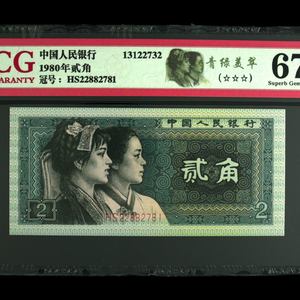 CG
WARRANTY
中国人民银行
1980年贰角
冠号: HS22882781
13122732
青绿美翠
(☆☆☆)
67
Superb Gem
中国人民银行
贰角
HS22882781
2
2